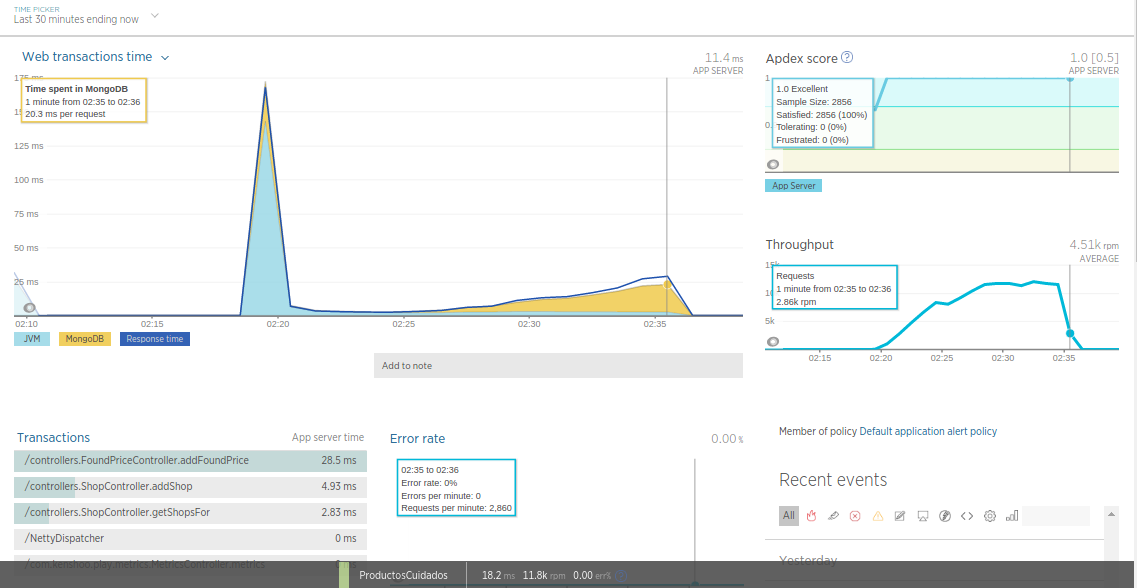 TIME PICKER
Last 30 minutes ending now
Web transactions time
11.4 ms
APP SERVER
175 ms
Time spent in MongoDB
1 minute from 02:35 to 02:36
20.3 ms per request
125 ms
100 ms
75 ms
50 ms
25 ms
02:10 02:15 02:20 02:25 02:30 02:35
JVM MongoDB Response time
Add to note
Apdex score ?
1.0 [0.5]
APP SERVER
1
1.0 Excellent
Sample Size: 2856
Satisfied: 2856 (100%)
Tolerating: 0 (0%)
Frustrated: 0 (0%)
App Server
Throughput
4.51k rpm
AVERAGE
15k
Requests
1 minute from 02:35 to 02:36
2.86k rpm
5k
02:15 02:20 02:25 02:30 02:35
Transactions App server time
/controllers.FoundPriceController.addFoundPrice 28.5 ms
/controllers.ShopController.addShop 4.93 ms
/controllers.ShopController.getShopsFor 2.83 ms
/NettyDispatcher 0 ms
/com.kenshoo.play.metrics.MetricsController.metrics 0 ms
Error rate
0.00 %
02:35 to 02:36
Error rate: 0%
Errors per minute: 0
Requests per minute: 2,860
Member of policy Default application alert policy
Recent events
All
Yesterday
ProductosCuidados 18.2 ms 11.8k rpm 0.00 err%